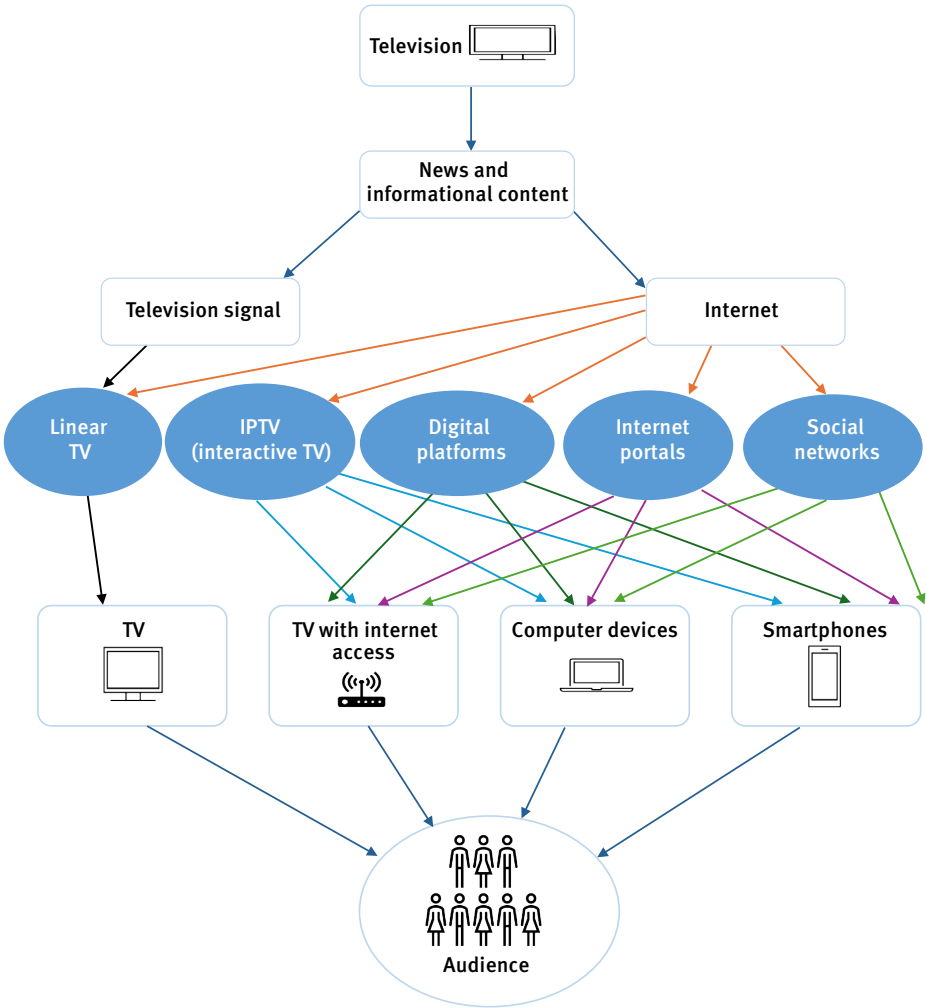 Television
News and
informational content
Television signal
Internet
Linear
TV
IPTV
(interactive TV)
Digital
platforms
Internet
portals
Social
networks
TV
TV with internet
access
Computer devices
Smartphones
Audience